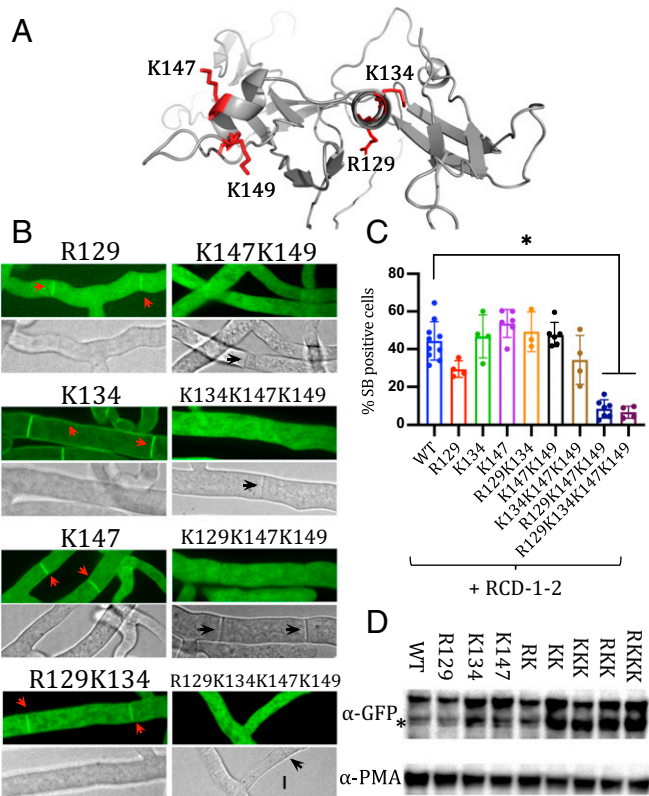 A
K147
K134
R129
K149
B
R129
K147K149
K134
K134K147K149
K147
K129K147K149
R129K134
R129K134K147K149
C
*
% SB positive cells
80
60
40
20
0
WT
R129
K134
K147
R129K134
K147K149
K134K147K149
R129K147K149
R129K134K147K149
+ RCD-1-2
D
WT
R129
K134
K147
RK
KK
KKK
RKK
RKKK
α-GFP
*
α-PMA